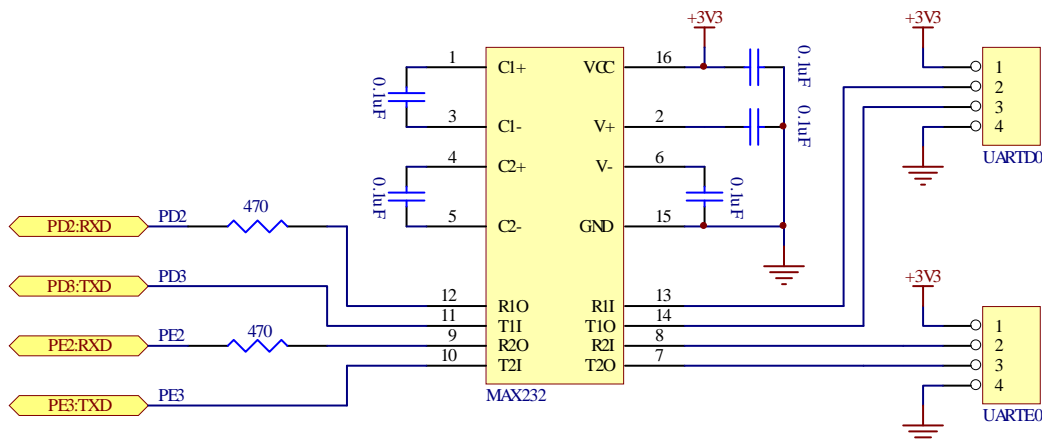 +3V3
+3V3
1 C1+ VCC 16
0.1uF
0.1uF
3 C1- V+ 2
0.1uF
4 C2+ V- 6
0.1uF
0.1uF
5 C2- GND 15
1
2
3
4
UARTD0
PD2:RXD PD2 470
PD3:TXD PD3
PE2:RXD PE2 470
PE3:TXD PE3
12 R1O R1I 13
11 T1I T1O 14
9 R2O R2I 8
10 T2I T2O 7
MAX232
+3V3
1
2
3
4
UARTE0